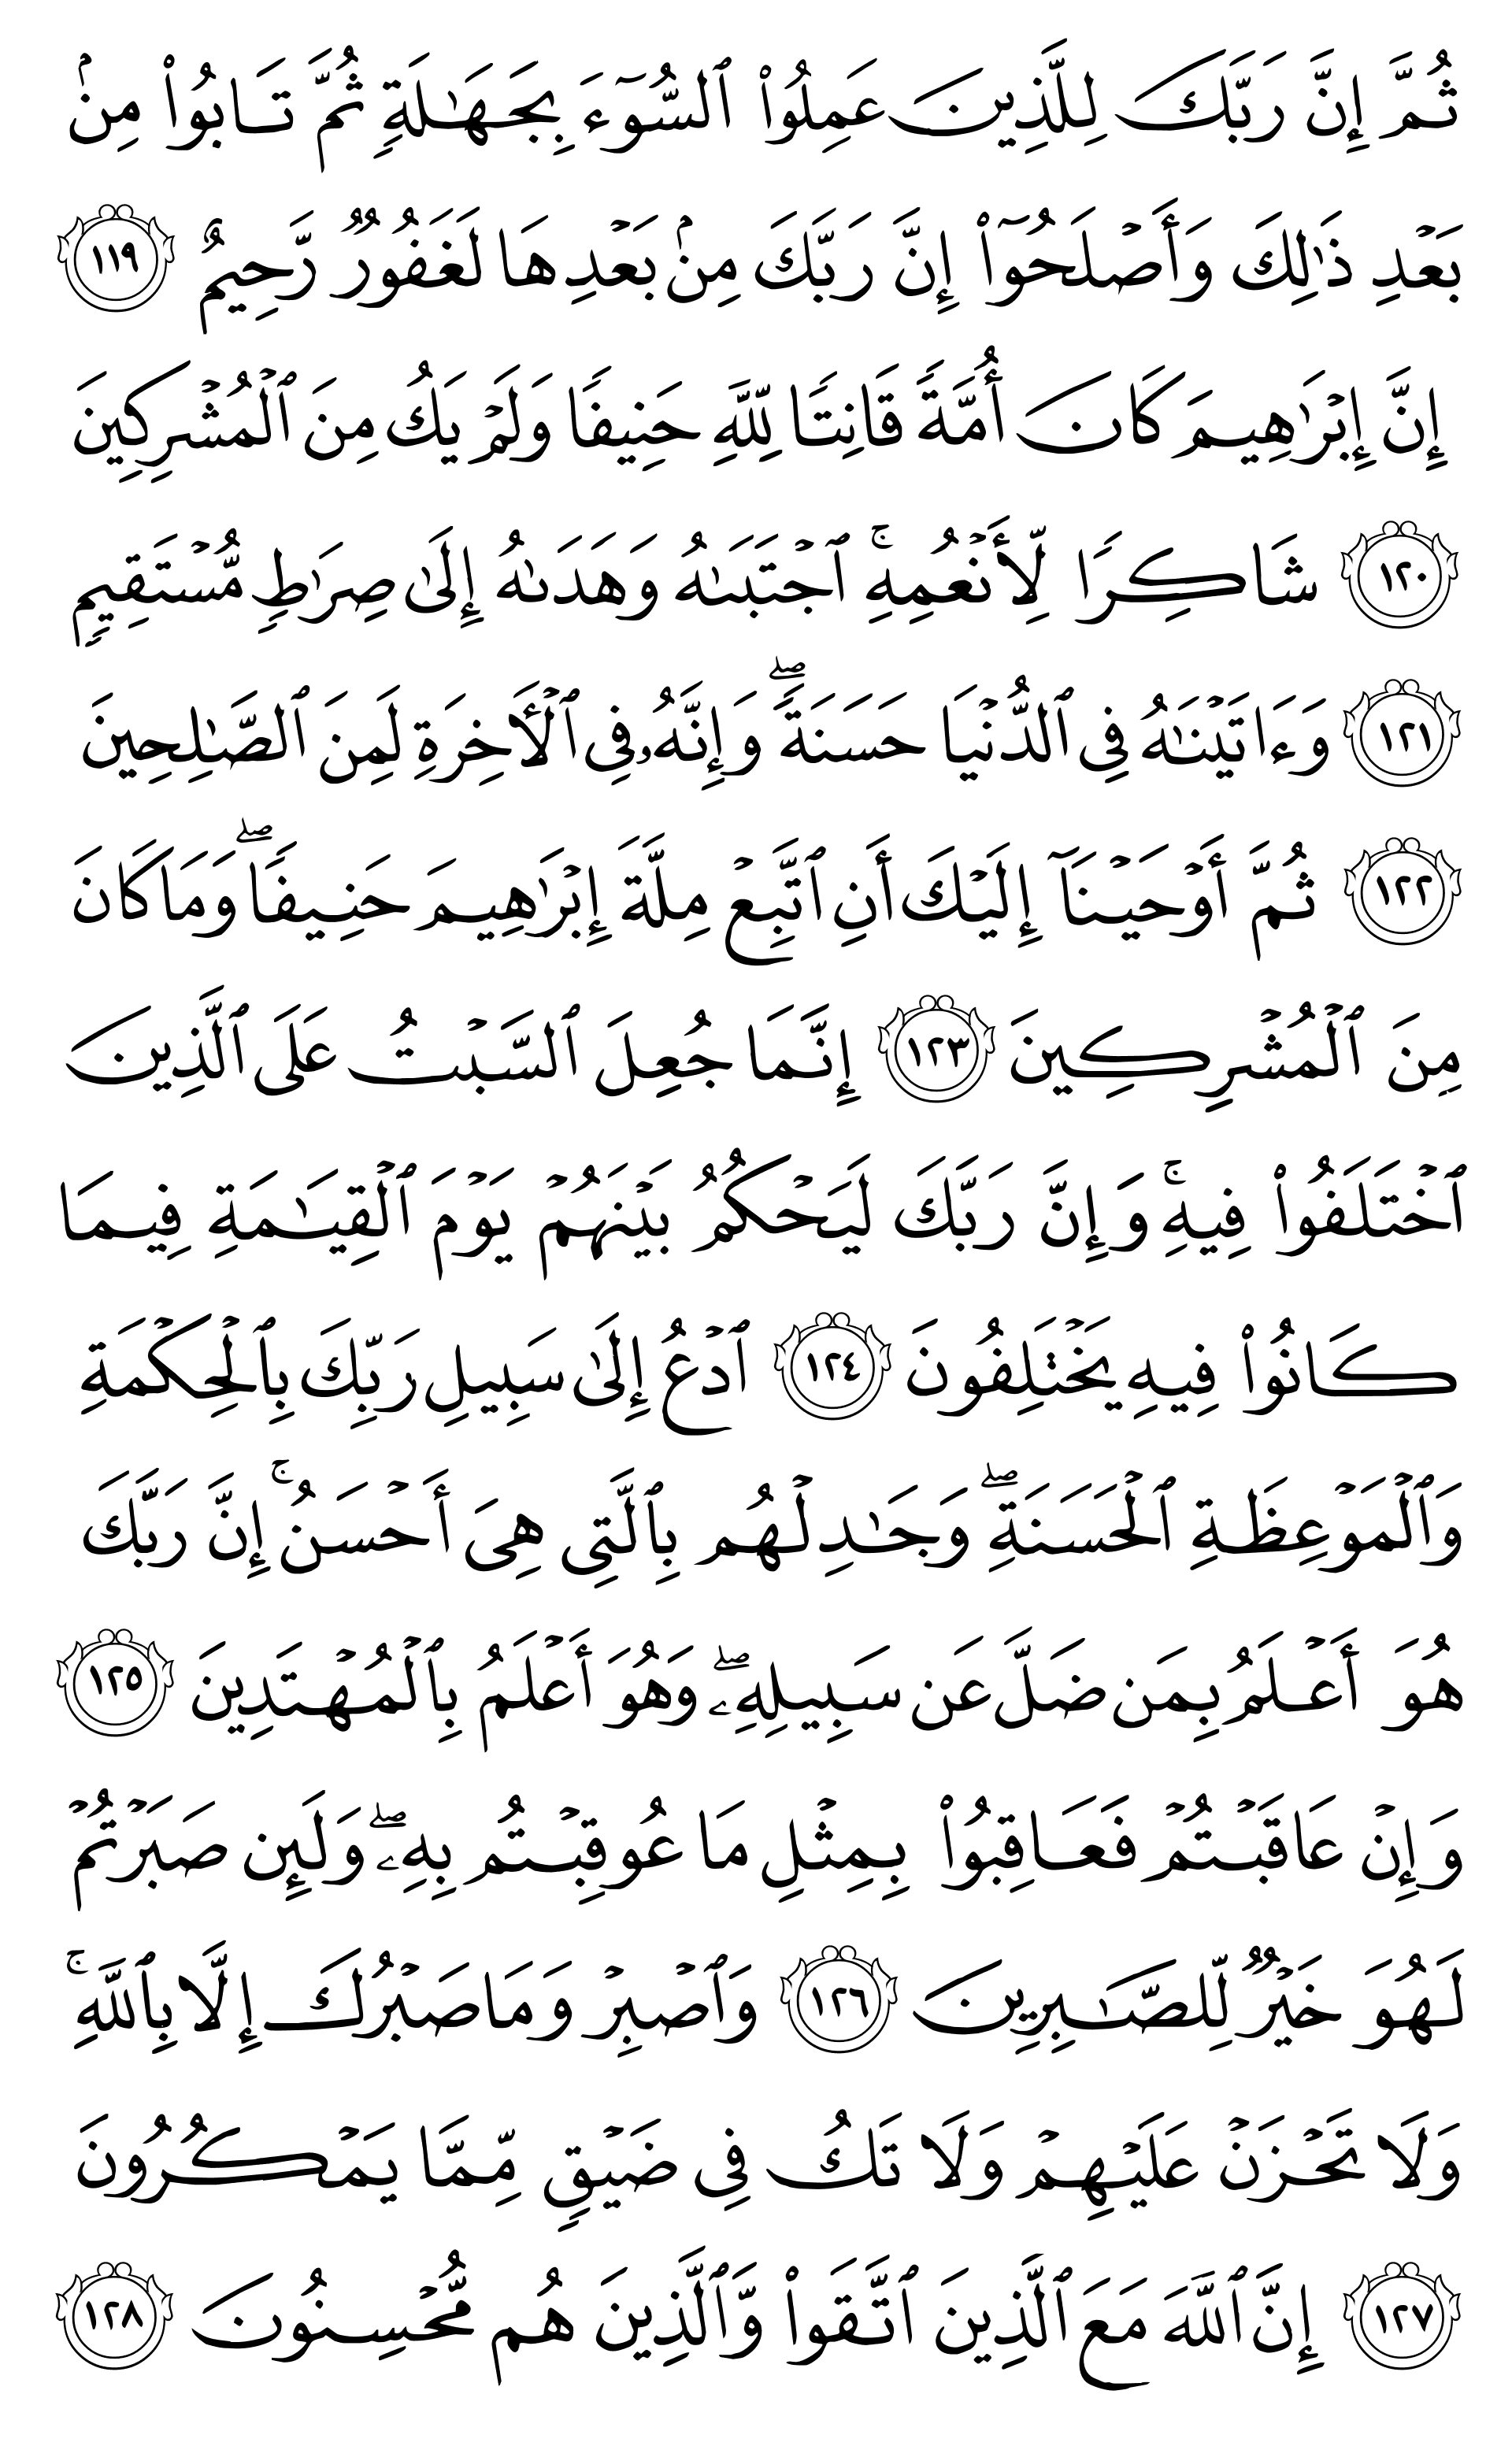 ثُمَّ إِنَّ رَبَّكَ لِلَّذِينَ عَمِلُوا۟ ٱلسُّوٓءَ بِجَهَٰلَةٍ ثُمَّ تَابُوا۟ مِنۢ
بَعْدِ ذَٰلِكَ وَأَصْلَحُوٓا۟ إِنَّ رَبَّكَ مِنۢ بَعْدِهَا لَغَفُورٌ رَّحِيمٌ ١١٩
إِنَّ إِبْرَٰهِيمَ كَانَ أُمَّةً قَانِتًا لِّلَّهِ حَنِيفًا وَلَمْ يَكُ مِنَ ٱلْمُشْرِكِينَ
١٢٠ شَاكِرًا لِّأَنْعُمِهِ ۚ ٱجْتَبَىٰهُ وَهَدَىٰهُ إِلَىٰ صِرَٰطٍ مُّسْتَقِيمٍ
١٢١ وَءَاتَيْنَٰهُ فِى ٱلدُّنْيَا حَسَنَةً ۖ وَإِنَّهُۥ فِى ٱلْأَخِرَةِ لَمِنَ ٱلصَّٰلِحِينَ
١٢٢ ثُمَّ أَوْحَيْنَآ إِلَيْكَ أَنِ ٱتَّبِعْ مِلَّةَ إِبْرَٰهِيمَ حَنِيفًا ۖ وَمَا كَانَ
مِنَ ٱلْمُشْرِكِينَ ١٢٣ إِنَّمَا جُعِلَ ٱلسَّبْتُ عَلَى ٱلَّذِينَ
ٱخْتَلَفُوا۟ فِيهِ ۚ وَإِنَّ رَبَّكَ لَيَحْكُمُ بَيْنَهُمْ يَوْمَ ٱلْقِيَٰمَةِ فِيمَا
كَانُوا۟ فِيهِ يَخْتَلِفُونَ ١٢٤ ٱدْعُ إِلَىٰ سَبِيلِ رَبِّكَ بِٱلْحِكْمَةِ
وَٱلْمَوْعِظَةِ ٱلْحَسَنَةِ ۖ وَجَٰدِلْهُم بِٱلَّتِى هِىَ أَحْسَنُ ۚ إِنَّ رَبَّكَ
هُوَ أَعْلَمُ بِمَن ضَلَّ عَن سَبِيلِهِۦ ۖ وَهُوَ أَعْلَمُ بِٱلْمُهْتَدِينَ ١٢٥
وَإِنْ عَاقَبْتُمْ فَعَاقِبُوا۟ بِمِثْلِ مَا عُوقِبْتُم بِهِۦ ۖ وَلَئِن صَبَرْتُمْ
لَهُوَ خَيْرٌ لِّلصَّٰبِرِينَ ١٢٦ وَٱصْبِرْ وَمَا صَبْرُكَ إِلَّا بِٱللَّهِ ۚ
وَلَا تَحْزَنْ عَلَيْهِمْ وَلَا تَكُ فِى ضَيْقٍ مِّمَّا يَمْكُرُونَ
١٢٧ إِنَّ ٱللَّهَ مَعَ ٱلَّذِينَ ٱتَّقَوا۟ وَّٱلَّذِينَ هُم مُّحْسِنُونَ ١٢٨